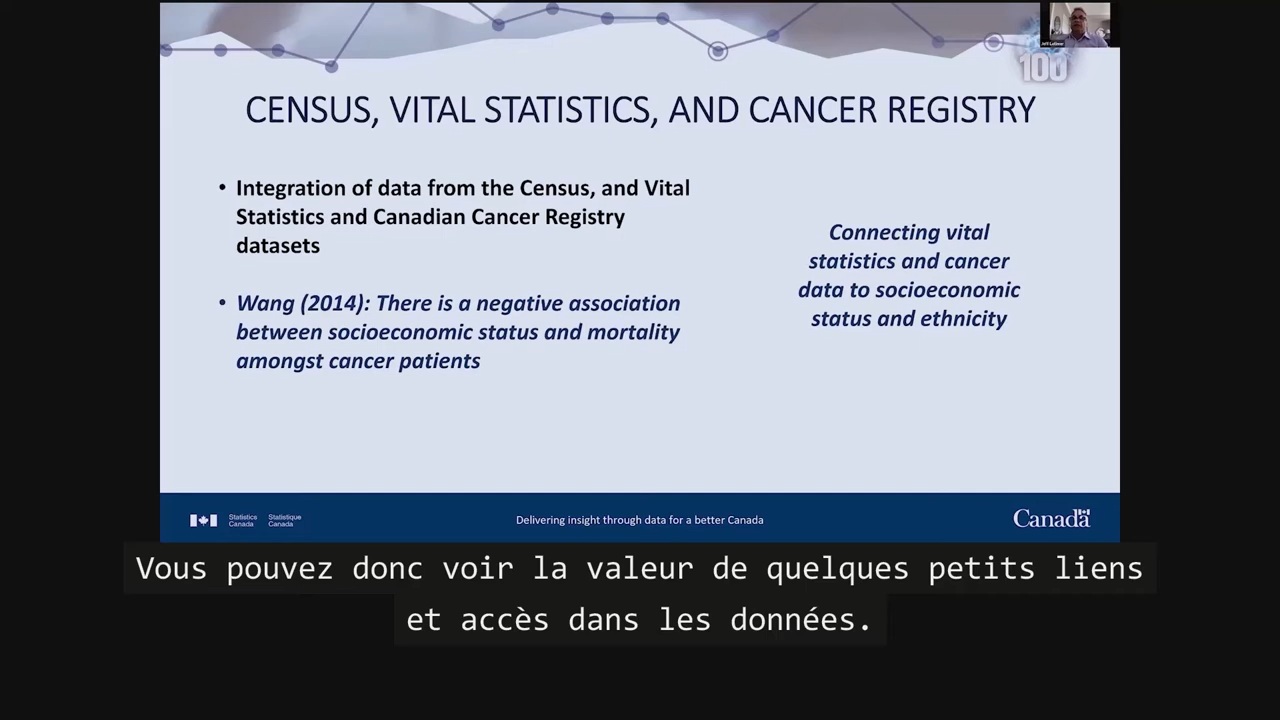 100
CENSUS, VITAL STATISTICS, AND CANCER REGISTRY
• Integration of data from the Census, and Vital
Statistics and Canadian Cancer Registry
datasets
• Wang (2014): There is a negative association
between socioeconomic status and mortality
amongst cancer patients
Connecting vital
statistics and cancer
data to socioeconomic
status and ethnicity
Statistics
Canada
Statistique
Canada
Delivering insight through data for a better Canada
Canada
Vous pouvez donc voir la valeur de quelques petits liens
et accès dans les données.